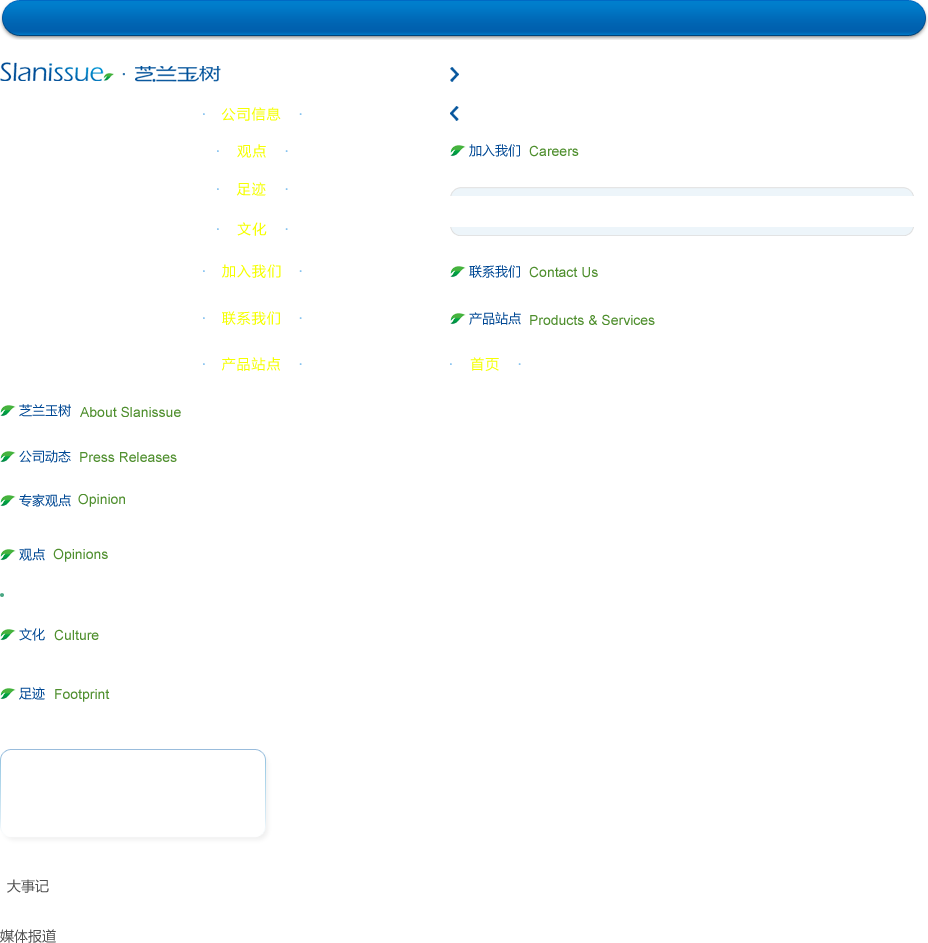 Slanissue · 芝兰玉树
· 公司信息 ·
· 观点 ·
加入我们 Careers
· 足迹 ·
· 文化 ·
· 加入我们 ·
联系我们 Contact Us
· 联系我们 ·
产品站点 Products & Services
· 产品站点 ·
· 首页 ·
芝兰玉树 About Slanissue
公司动态 Press Releases
专家观点 Opinion
观点 Opinions
文化 Culture
足迹 Footprint
大事记
媒体报道